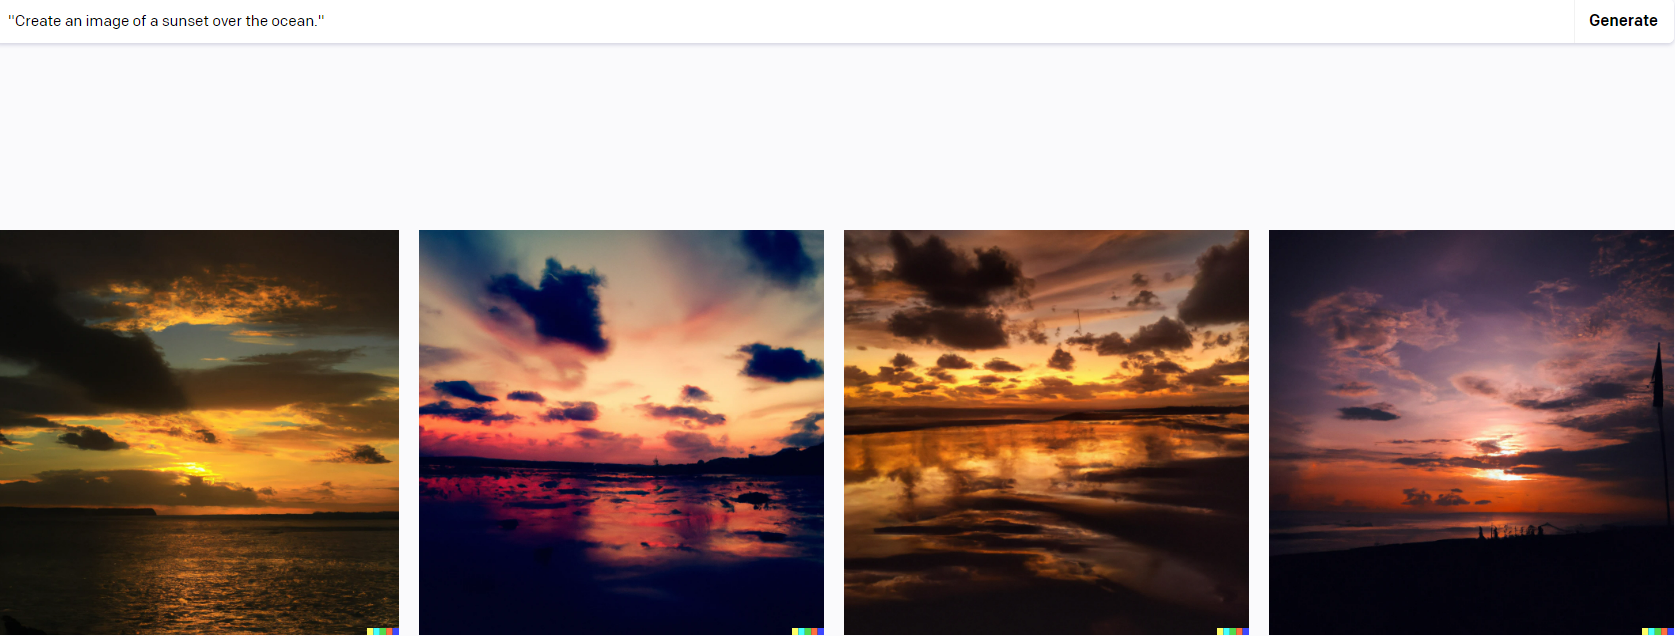 "Create an image of a sunset over the ocean."
Generate